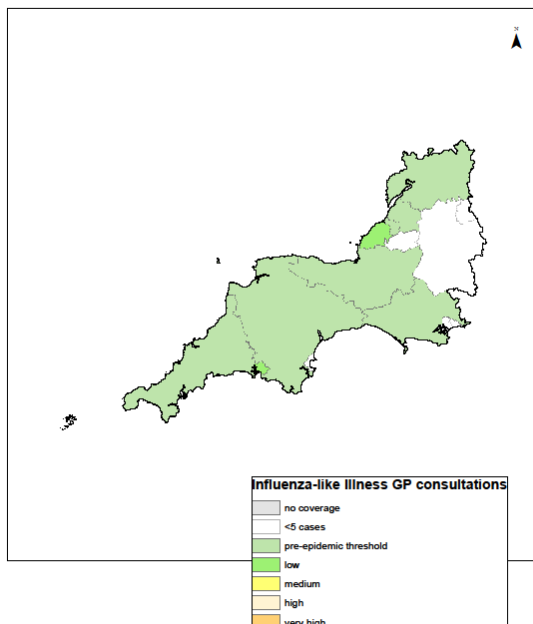 N
Influenza-like Illness GP consultations
no coverage
<5 cases
pre-epidemic threshold
low
medium
high
very high